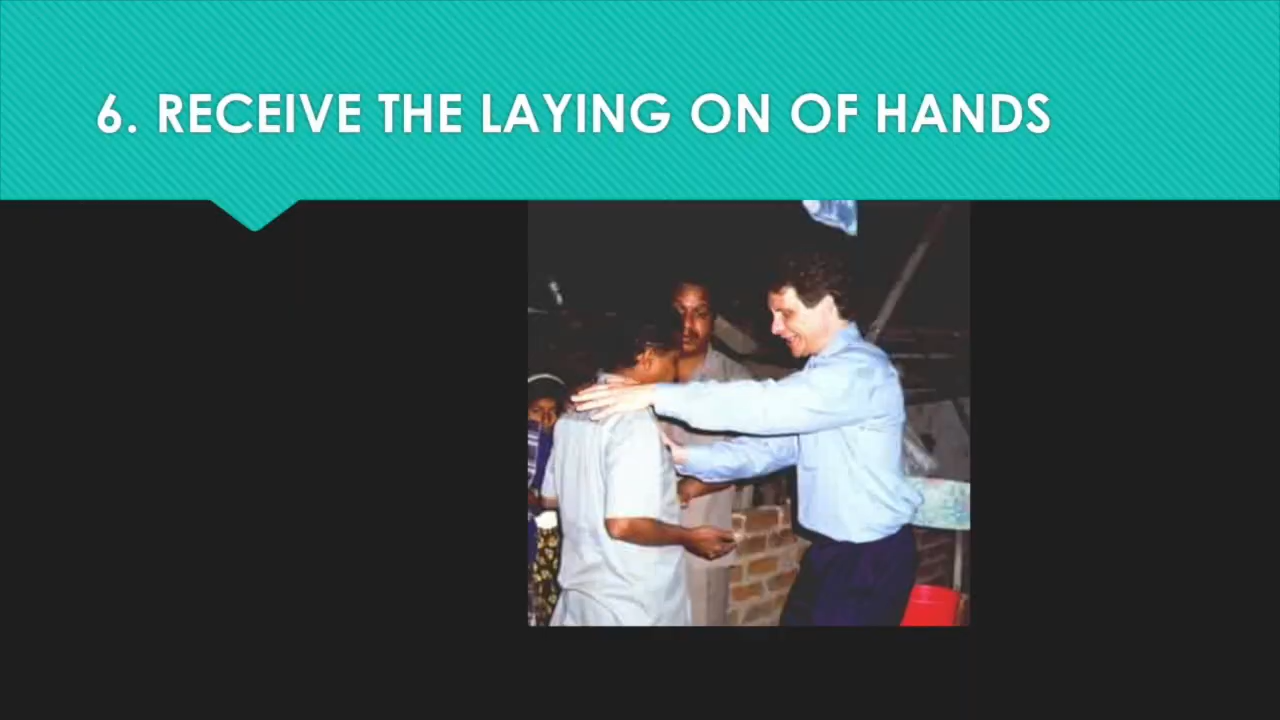 6. RECEIVE THE LAYING ON OF HANDS